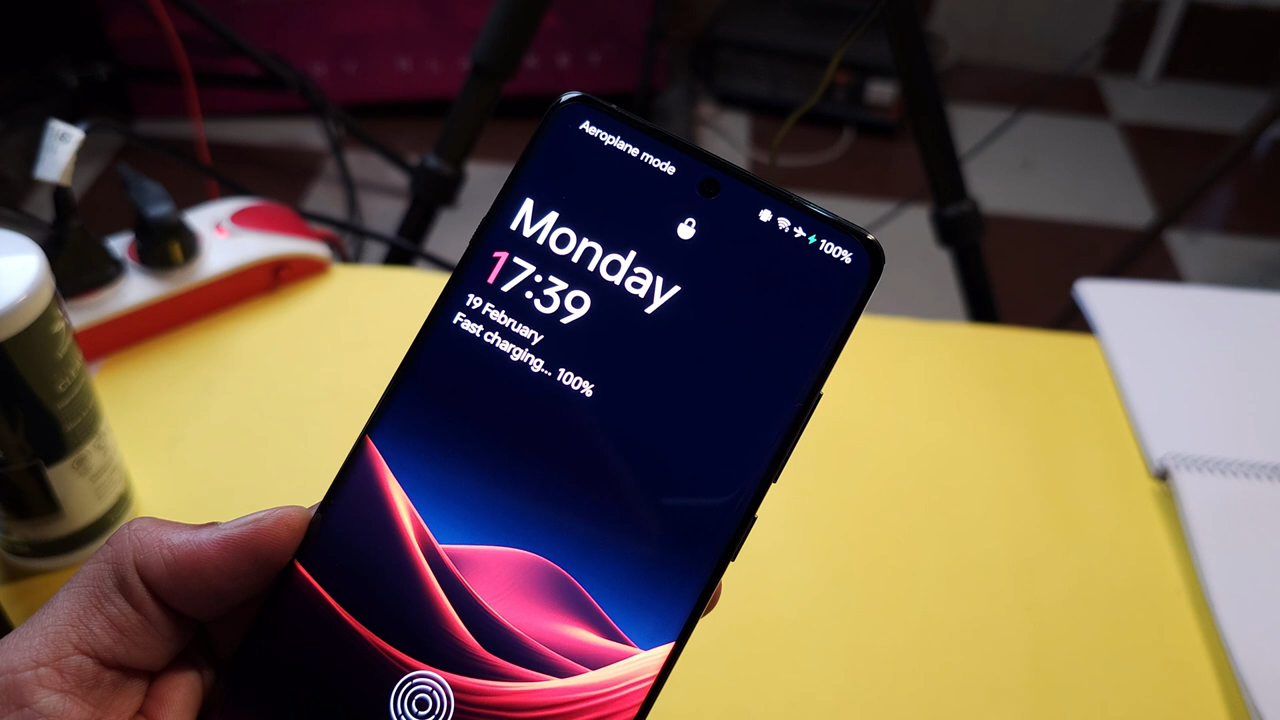 Aeroplane mode
100%
Monday
17:39
19 February
Fast charging... 100%